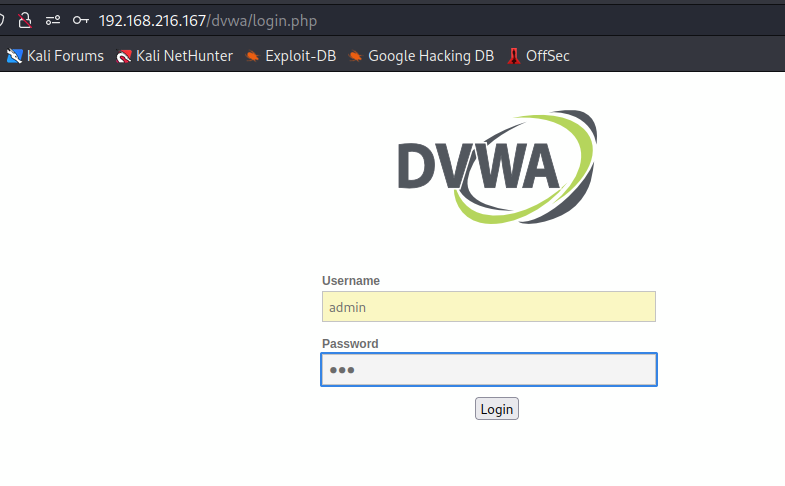 192.168.216.167/dvwa/login.php
Kali Forums Kali NetHunter Exploit-DB Google Hacking DB OffSec
DVWA
Username
admin
Password
●●●
Login